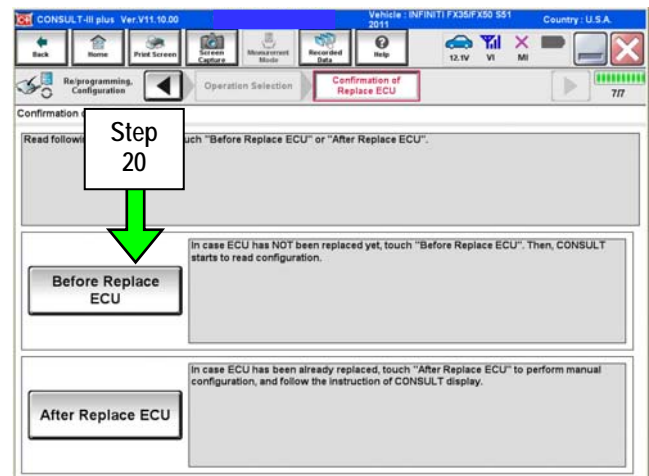 CONSULT-III plus Ver.V11.10.00
Vehicle : INFINITI FX35/FX50 S51
2011
Country : U.S.A.
Back
Home
Print Screen
Screen
Capture
Measurement
Mode
Recorded
Data
Help
12.1V
VI
MI
Re/programming,
Configuration
Operation Selection
Confirmation of
Replace ECU
7/7
Confirmation
Step
20
Read followi uch "Before Replace ECU" or "After Replace ECU".
Before Replace
ECU
In case ECU has NOT been replaced yet, touch "Before Replace ECU". Then, CONSULT
starts to read configuration.
After Replace ECU
In case ECU has been already replaced, touch "After Replace ECU" to perform manual
configuration, and follow the instruction of CONSULT display.